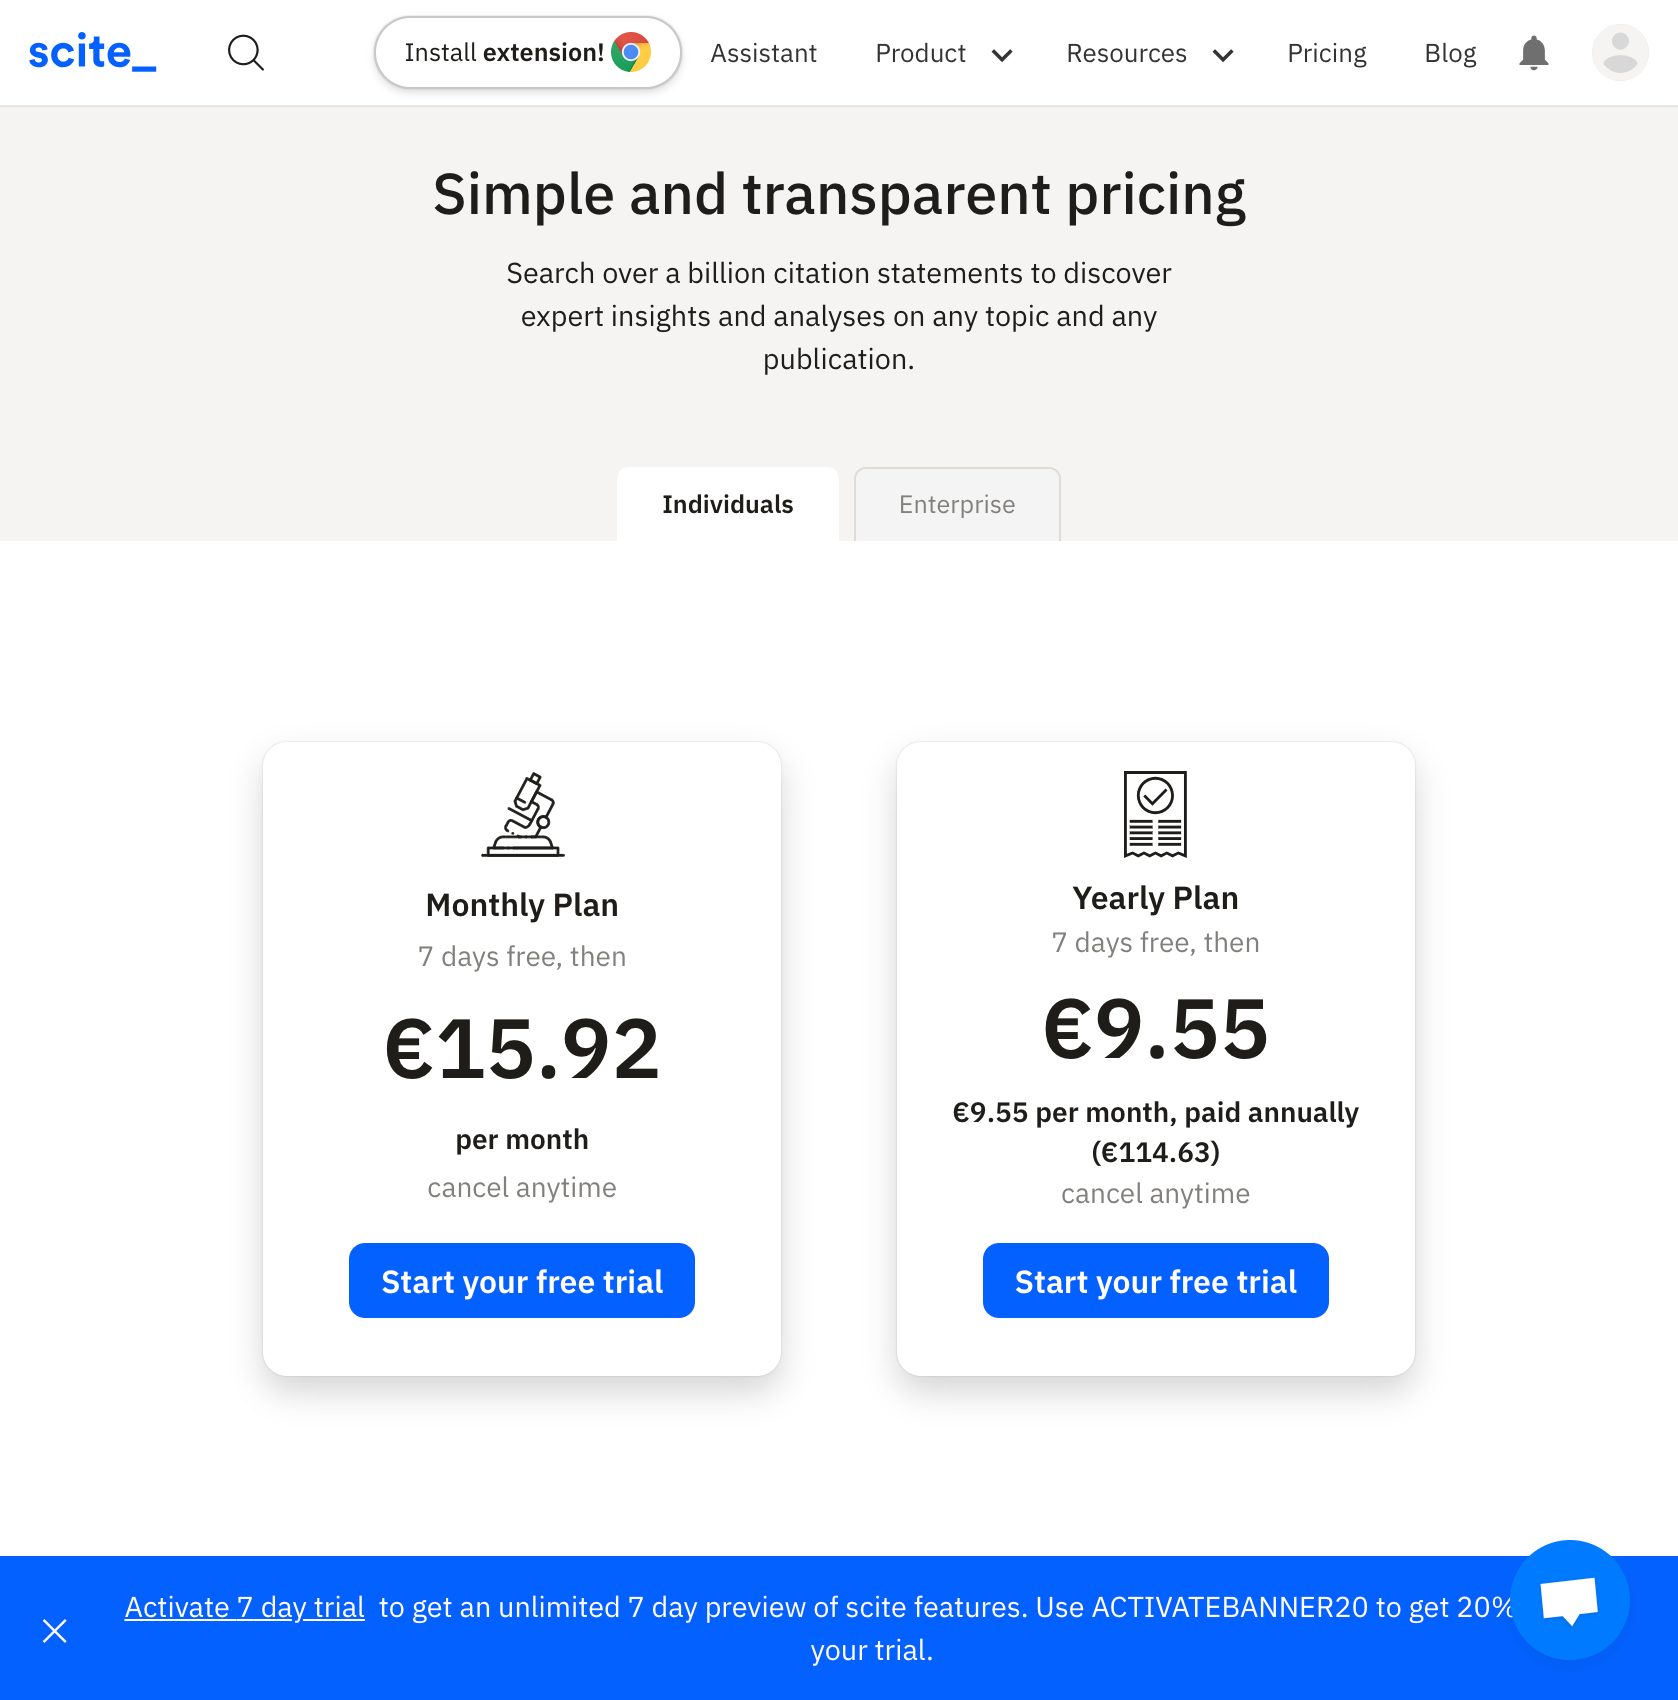 scite_
Install extension!
Assistant
Product
Resources
Pricing
Blog
Simple and transparent pricing
Search over a billion citation statements to discover
expert insights and analyses on any topic and any
publication.
Individuals
Enterprise
Monthly Plan
7 days free, then
€15.92
per month
cancel anytime
Start your free trial
Yearly Plan
7 days free, then
€9.55
€9.55 per month, paid annually
(€114.63)
cancel anytime
Start your free trial
Activate 7 day trial to get an unlimited 7 day preview of scite features. Use ACTIVATEBANNER20 to get 20%
your trial.